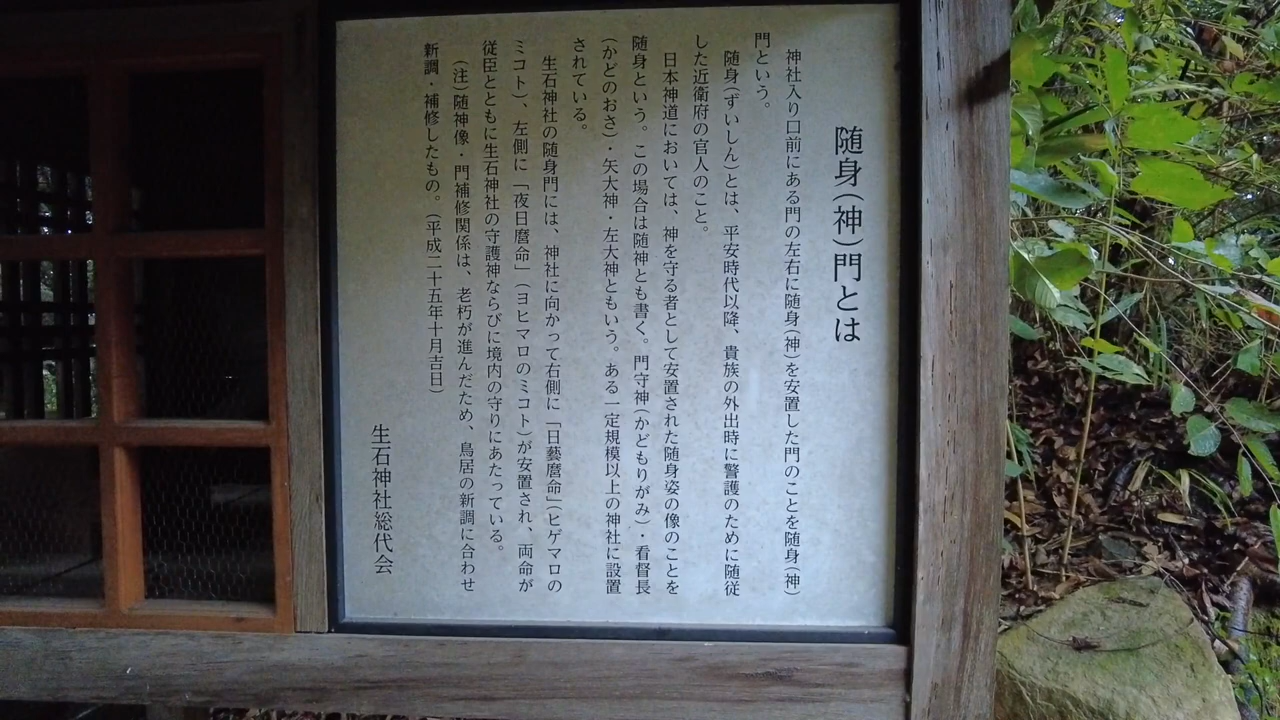 随身(神)門とは
神社入り口前にある門の左右に随身(神)を安置した門のことを随身(神)
門という。
随身(ずいしん)とは、平安時代以降、貴族の外出時に警護のために随従
した近衛府の官人のこと。
日本神道においては、神を守る者として安置された随身姿の像のことを
随身という。この場合は随神とも書く。門守神(かどもりがみ)・看督長
(かどのおさ)・矢大神・左大神ともいう。ある一定規模以上の神社に設置
されている。
生石神社の随身門には、神社に向かって右側に「日藝麿命」(ヒゲマロの
ミコト)、左側に「夜日麿命」(ヨヒマロのミコト)が安置され、両命が
従臣とともに生石神社の守護神ならびに境内の守りにあたっている。
(注)随神像・門補修関係は、老朽が進んだため、鳥居の新調に合わせ
新調・補修したもの。(平成二十五年十月吉日)
生石神社総代会